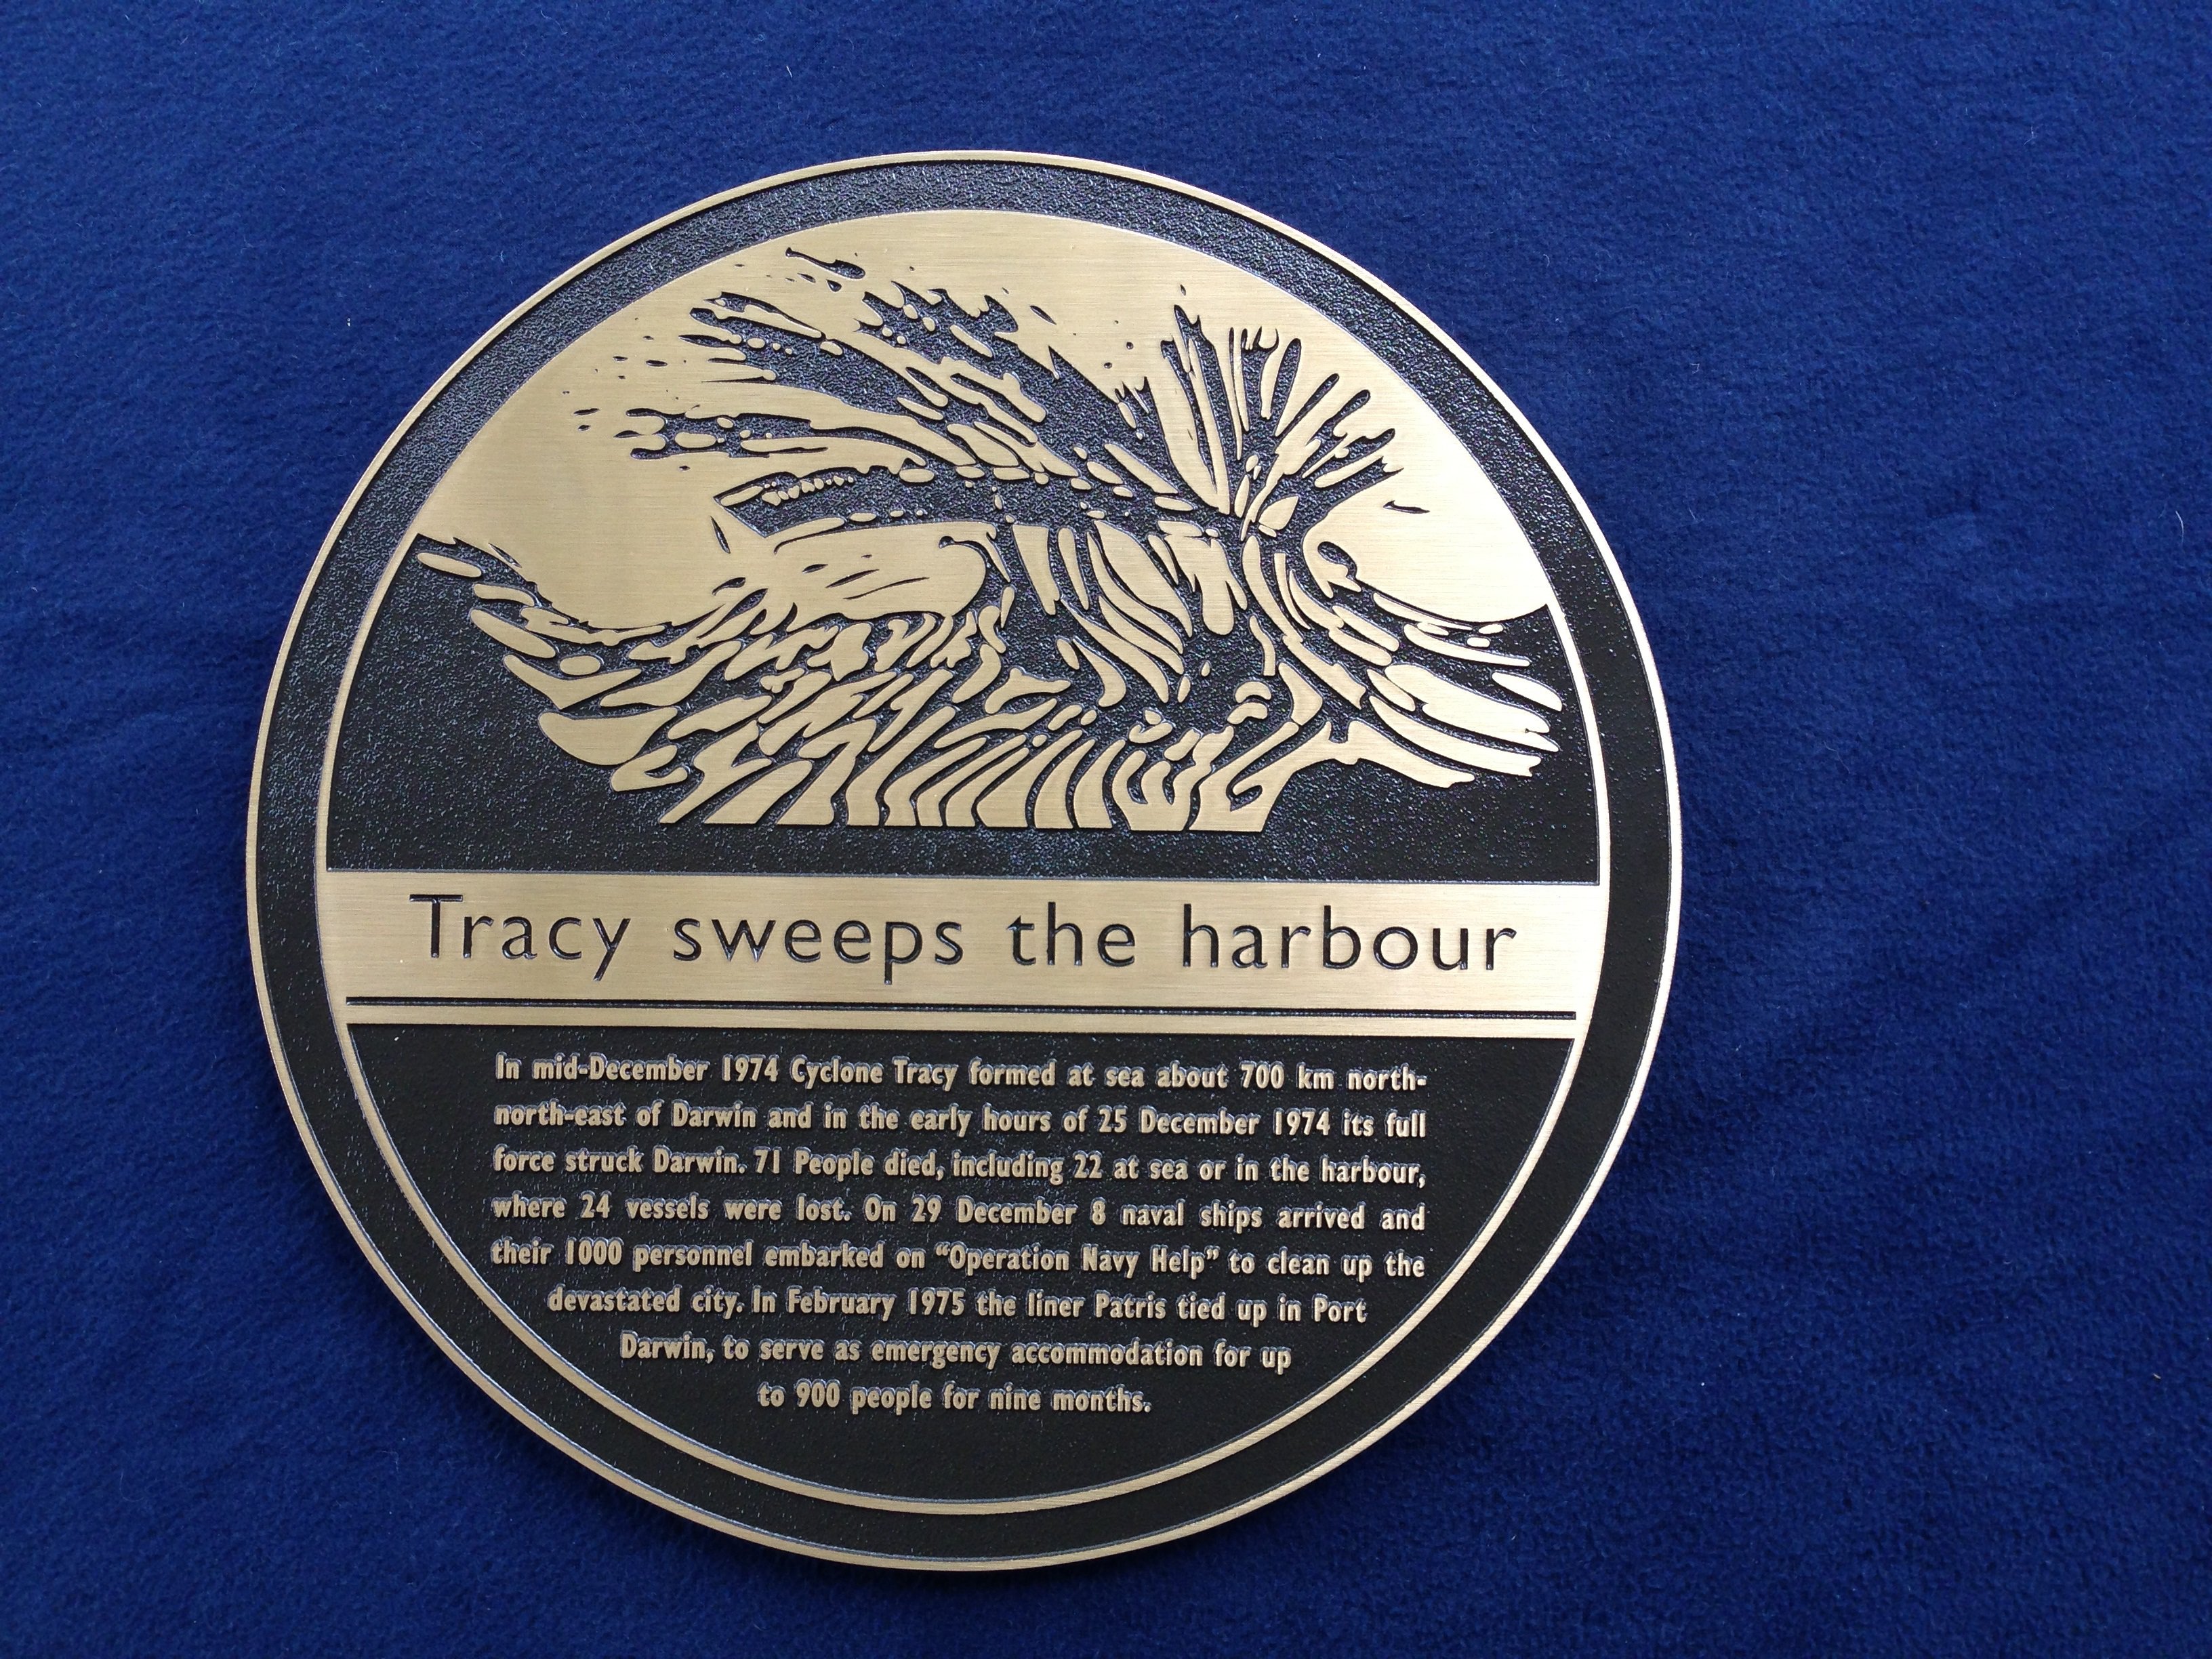 Tracy sweeps the harbour
In mid-December 1974 Cyclone Tracy formed at sea about 700 km north-
north-east of Darwin and in the early hours of 25 December 1974 its full
force struck Darwin. 71 People died, including 22 at sea or in the harbour,
where 24 vessels were lost. On 29 December 8 naval ships arrived and
their 1000 personnel embarked on “Operation Navy Help” to clean up the
devastated city. In February 1975 the liner Patris tied up in Port
Darwin, to serve as emergency accommodation for up
to 900 people for nine months.